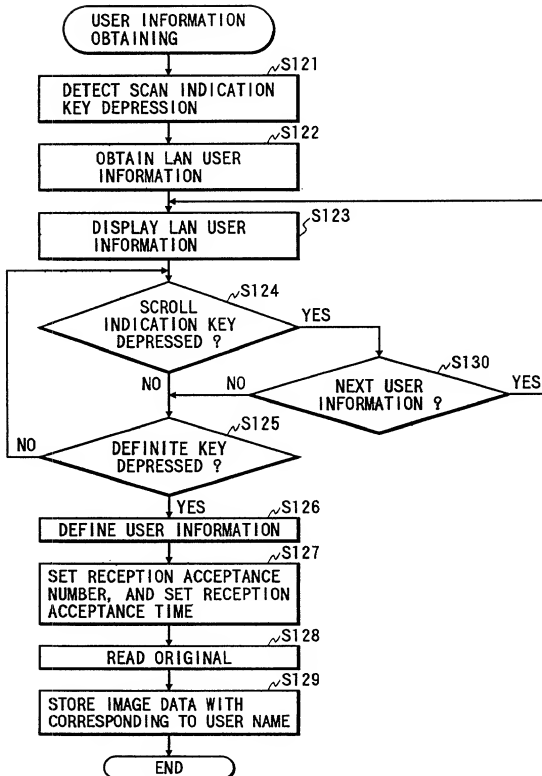 USER INFORMATION
OBTAINING
S121
DETECT SCAN INDICATION
KEY DEPRESSION
S122
OBTAIN LAN USER
INFORMATION
S123
DISPLAY LAN USER
INFORMATION
S124
SCROLL
INDICATION KEY
DEPRESSED ?
YES
NO
S130
NEXT USER
INFORMATION ?
NO
YES
S125
DEFINITE KEY
DEPRESSED ?
NO
YES
S126
DEFINE USER INFORMATION
S127
SET RECEPTION ACCEPTANCE
NUMBER, AND SET RECEPTION
ACCEPTANCE TIME
S128
READ ORIGINAL
S129
STORE IMAGE DATA WITH
CORRESPONDING TO USER NAME
END